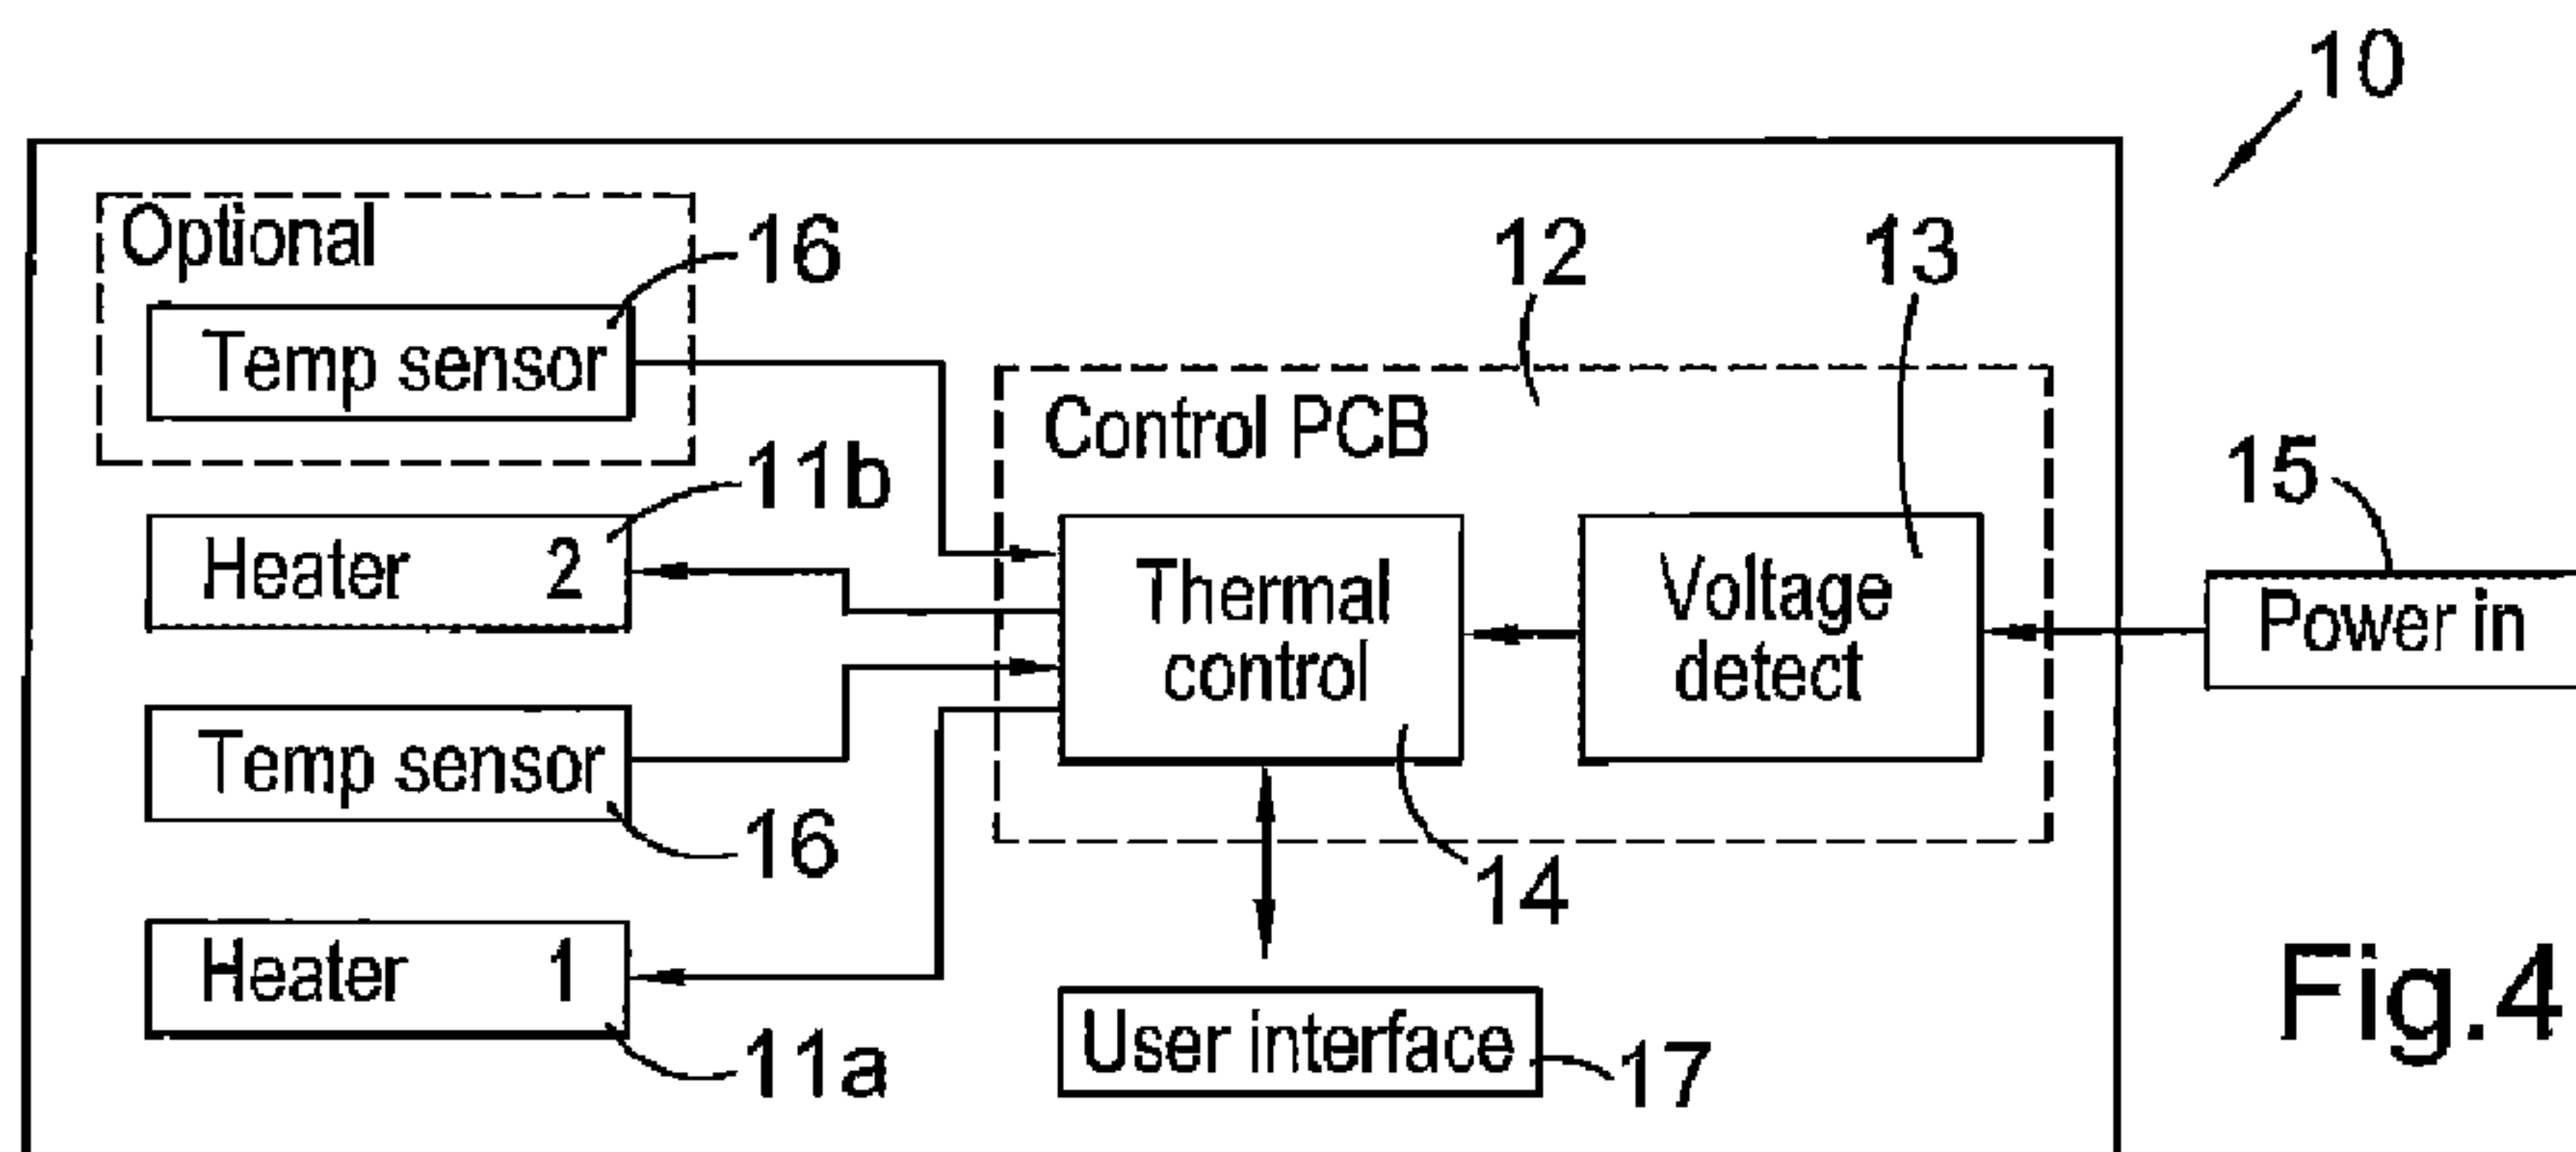 10
Optional
16
Temp sensor
12
13
Control PCB
15
11b
Heater 2
Thermal
control
Voltage
detect
Power in
Temp sensor
16
14
Heater 1
11a
User interface
17
Fig.4